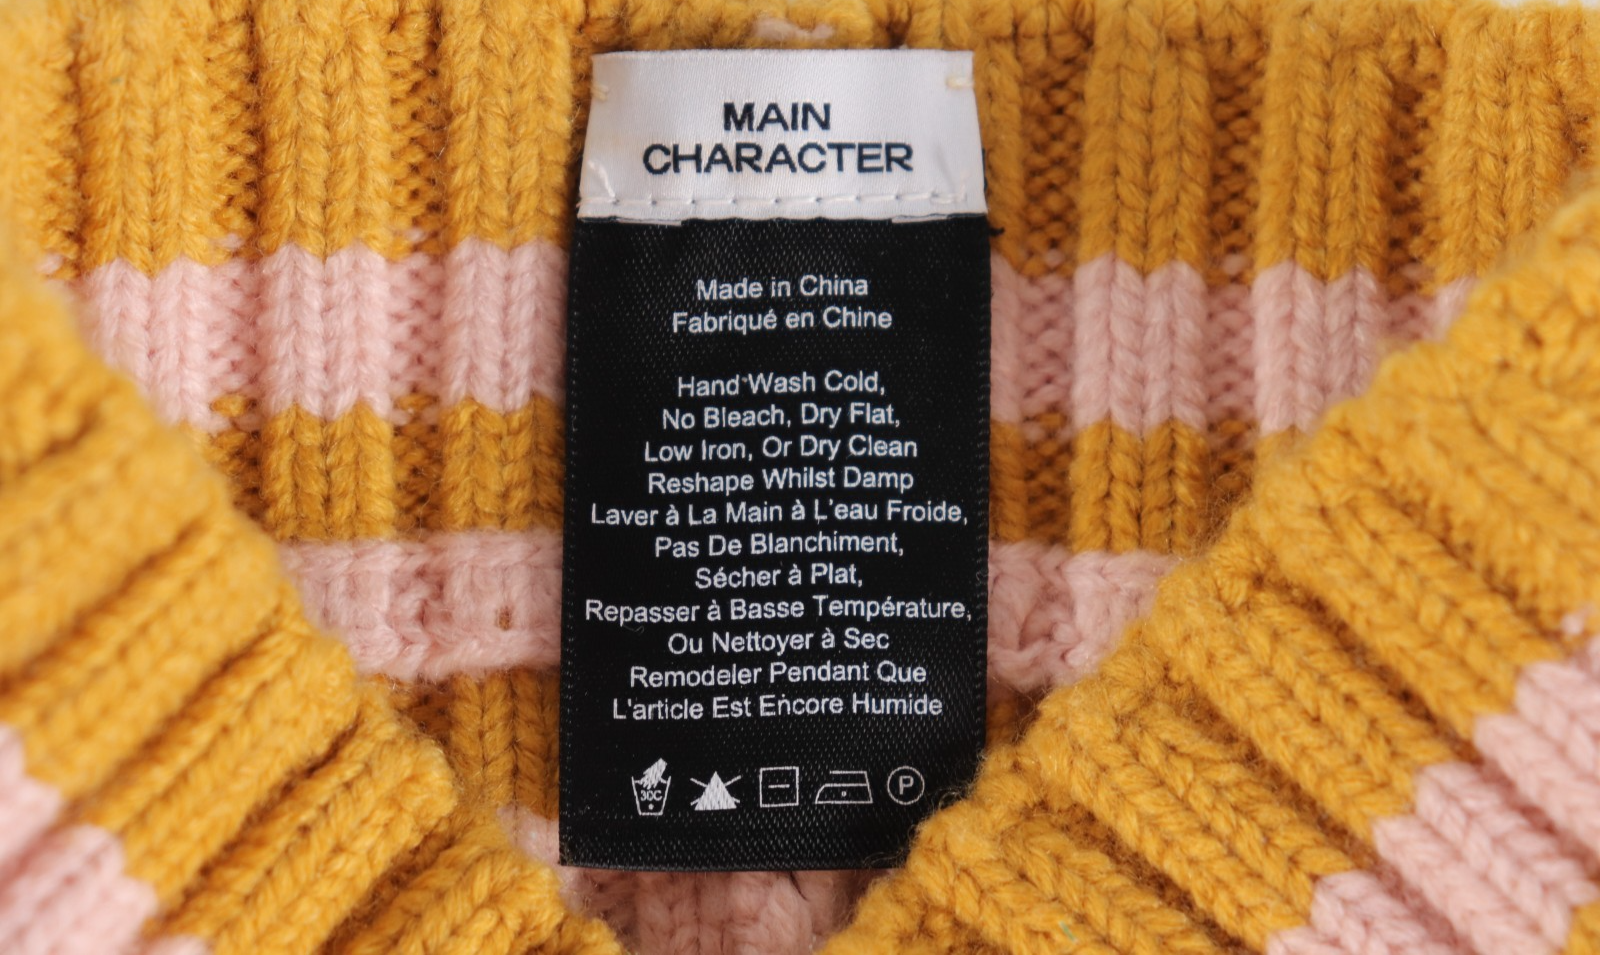 MAIN
CHARACTER
Made in China
Fabriqué en Chine
Hand Wash Cold,
No Bleach, Dry Flat,
Low Iron, Or Dry Clean
Reshape Whilst Damp
Laver à La Main à L'eau Froide,
Pas De Blanchiment,
Sécher à Plat,
Repasser à Basse Température,
Ou Nettoyer à Sec
Remodeler Pendant Que
L'article Est Encore Humide
30C P